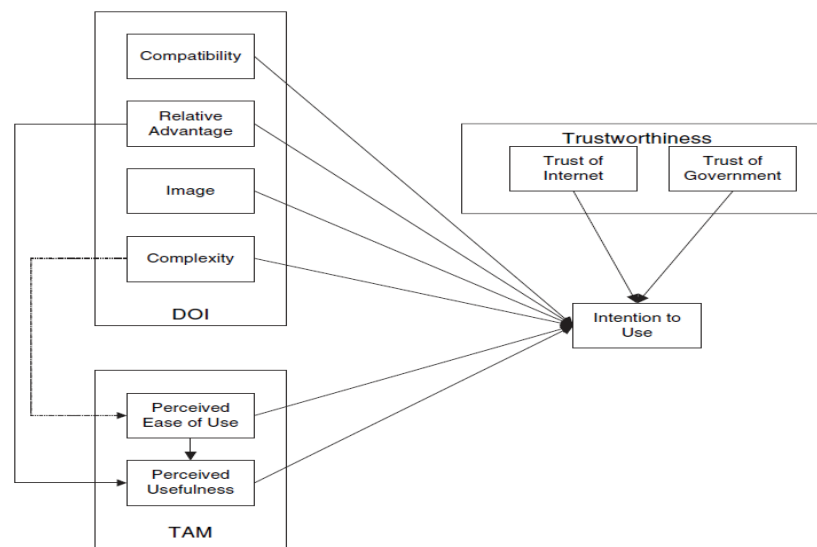 Compatibility
Relative
Advantage
Image
Complexity
DOI
Perceived
Ease of Use
Perceived
Usefulness
TAM
Trustworthiness
Trust of
Internet
Trust of
Government
Intention to
Use